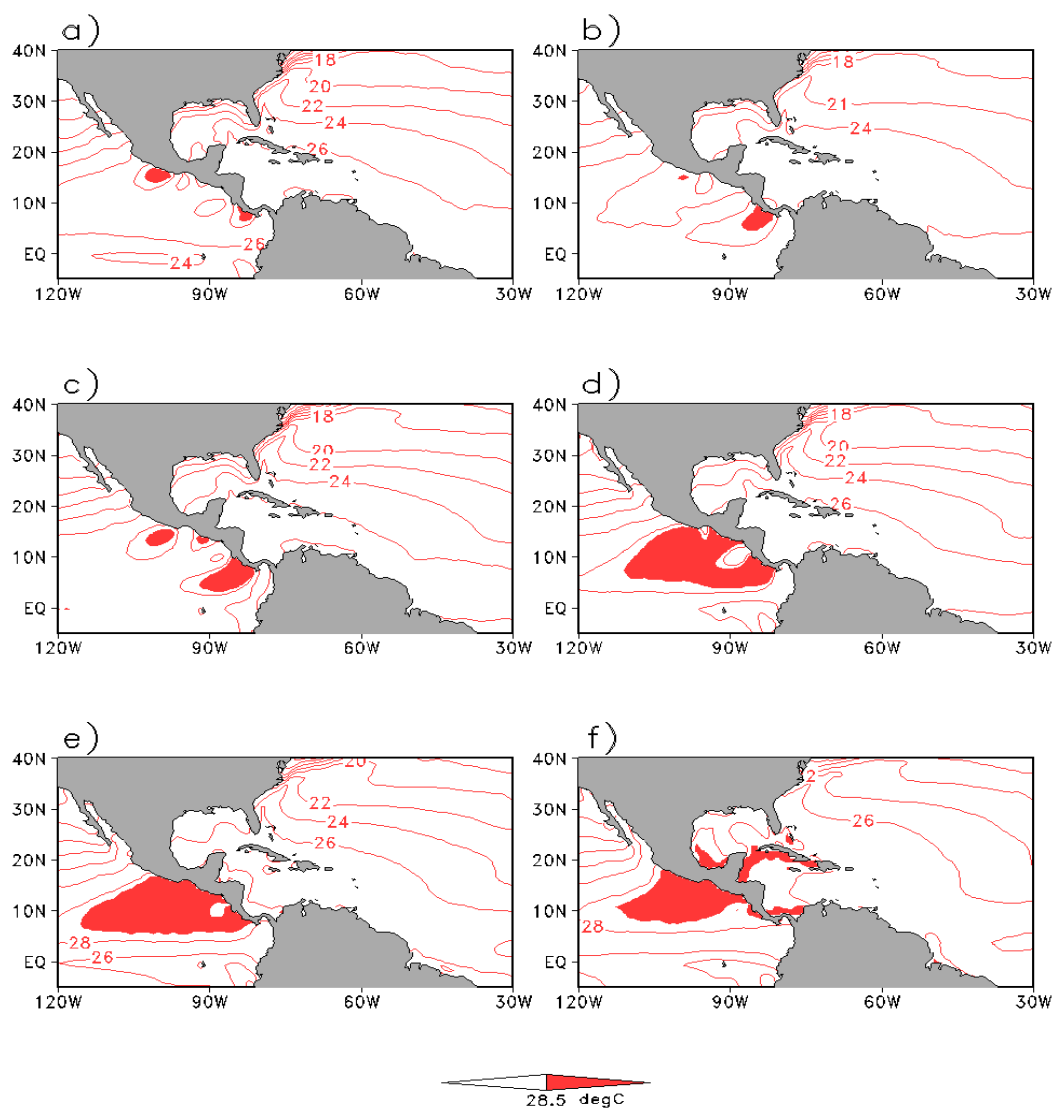 a) b)
40N 18 40N 18
20
30N 22 30N 21
24 24
20N 26 20N
10N 10N
26
EQ 24 EQ
120W 90W 60W 30W 120W 90W 60W 30W
c) d)
40N 18 40N 18
20
30N 22 30N 22
24 24
20N 20N 26
10N 10N
EQ EQ
120W 90W 60W 30W 120W 90W 60W 30W
e) f)
40N 20 40N 2
22
30N 24 30N 26
26
20N 20N
10N 10N
28 28
26
EQ EQ
120W 90W 60W 30W 120W 90W 60W 30W
28.5 degC